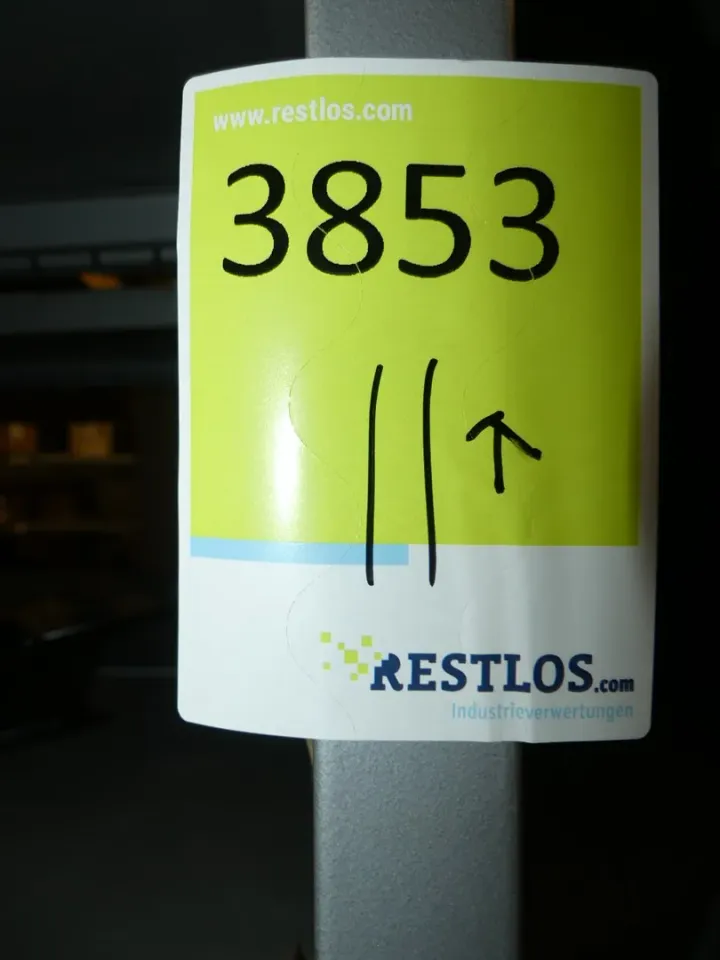 www.restlos.com
3853
RESTLOS.com
Industrieverwertungen